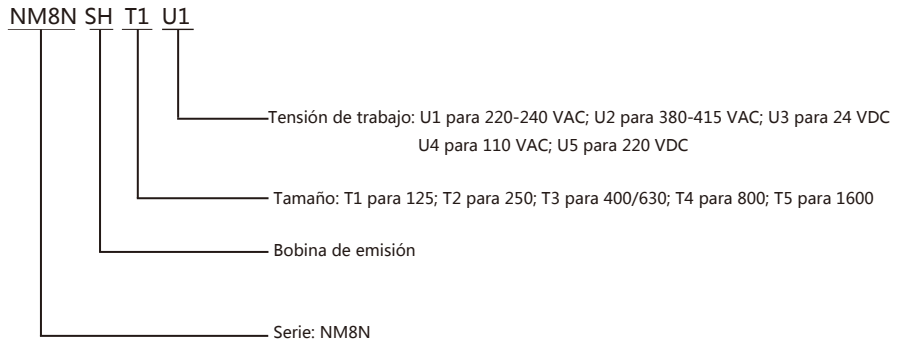 NM8N SH T1 U1
Tensión de trabajo: U1 para 220-240 VAC; U2 para 380-415 VAC; U3 para 24 VDC
U4 para 110 VAC; U5 para 220 VDC
Tamaño: T1 para 125; T2 para 250; T3 para 400/630; T4 para 800; T5 para 1600
Bobina de emisión
Serie: NM8N